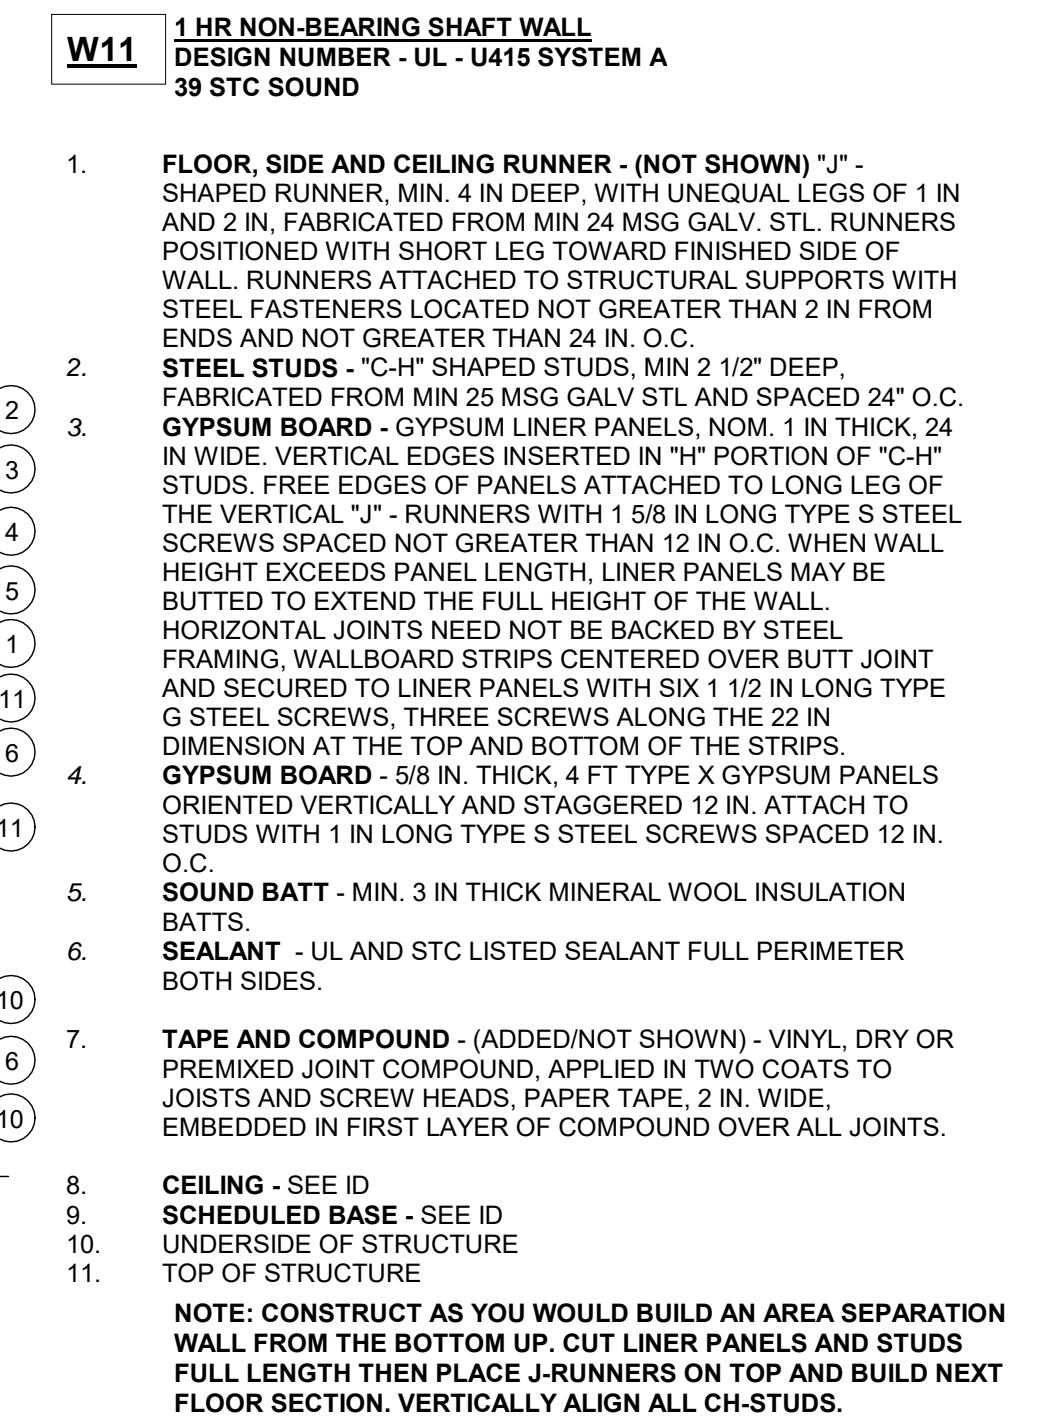 W11
1 HR NON-BEARING SHAFT WALL
DESIGN NUMBER - UL - U415 SYSTEM A
39 STC SOUND
1. FLOOR, SIDE AND CEILING RUNNER - (NOT SHOWN) "J" -
SHAPED RUNNER, MIN. 4 IN DEEP, WITH UNEQUAL LEGS OF 1 IN
AND 2 IN, FABRICATED FROM MIN 24 MSG GALV. STL. RUNNERS
POSITIONED WITH SHORT LEG TOWARD FINISHED SIDE OF
WALL. RUNNERS ATTACHED TO STRUCTURAL SUPPORTS WITH
STEEL FASTENERS LOCATED NOT GREATER THAN 2 IN FROM
ENDS AND NOT GREATER THAN 24 IN. O.C.
2. STEEL STUDS - "C-H" SHAPED STUDS, MIN 2 1/2" DEEP,
FABRICATED FROM MIN 25 MSG GALV STL AND SPACED 24" O.C.
3. GYPSUM BOARD - GYPSUM LINER PANELS, NOM. 1 IN THICK, 24
IN WIDE. VERTICAL EDGES INSERTED IN "H" PORTION OF "C-H"
STUDS. FREE EDGES OF PANELS ATTACHED TO LONG LEG OF
THE VERTICAL "J" - RUNNERS WITH 1 5/8 IN LONG TYPE S STEEL
SCREWS SPACED NOT GREATER THAN 12 IN O.C. WHEN WALL
HEIGHT EXCEEDS PANEL LENGTH, LINER PANELS MAY BE
BUTTED TO EXTEND THE FULL HEIGHT OF THE WALL.
HORIZONTAL JOINTS NEED NOT BE BACKED BY STEEL
FRAMING, WALLBOARD STRIPS CENTERED OVER BUTT JOINT
AND SECURED TO LINER PANELS WITH SIX 1 1/2 IN LONG TYPE
G STEEL SCREWS, THREE SCREWS ALONG THE 22 IN
DIMENSION AT THE TOP AND BOTTOM OF THE STRIPS.
4. GYPSUM BOARD - 5/8 IN. THICK, 4 FT TYPE X GYPSUM PANELS
ORIENTED VERTICALLY AND STAGGERED 12 IN. ATTACH TO
STUDS WITH 1 IN LONG TYPE S STEEL SCREWS SPACED 12 IN.
O.C.
5. SOUND BATT - MIN. 3 IN THICK MINERAL WOOL INSULATION
BATTS.
6. SEALANT - UL AND STC LISTED SEALANT FULL PERIMETER
BOTH SIDES.
7. TAPE AND COMPOUND - (ADDED/NOT SHOWN) - VINYL, DRY OR
PREMIXED JOINT COMPOUND, APPLIED IN TWO COATS TO
JOISTS AND SCREW HEADS, PAPER TAPE, 2 IN. WIDE,
EMBEDDED IN FIRST LAYER OF COMPOUND OVER ALL JOINTS.
8. CEILING - SEE ID
9. SCHEDULED BASE - SEE ID
10. UNDERSIDE OF STRUCTURE
11. TOP OF STRUCTURE
NOTE: CONSTRUCT AS YOU WOULD BUILD AN AREA SEPARATION
WALL FROM THE BOTTOM UP. CUT LINER PANELS AND STUDS
FULL LENGTH THEN PLACE J-RUNNERS ON TOP AND BUILD NEXT
FLOOR SECTION. VERTICALLY ALIGN ALL CH-STUDS.
2
3
4
5
1
11
6
11
10
6
10